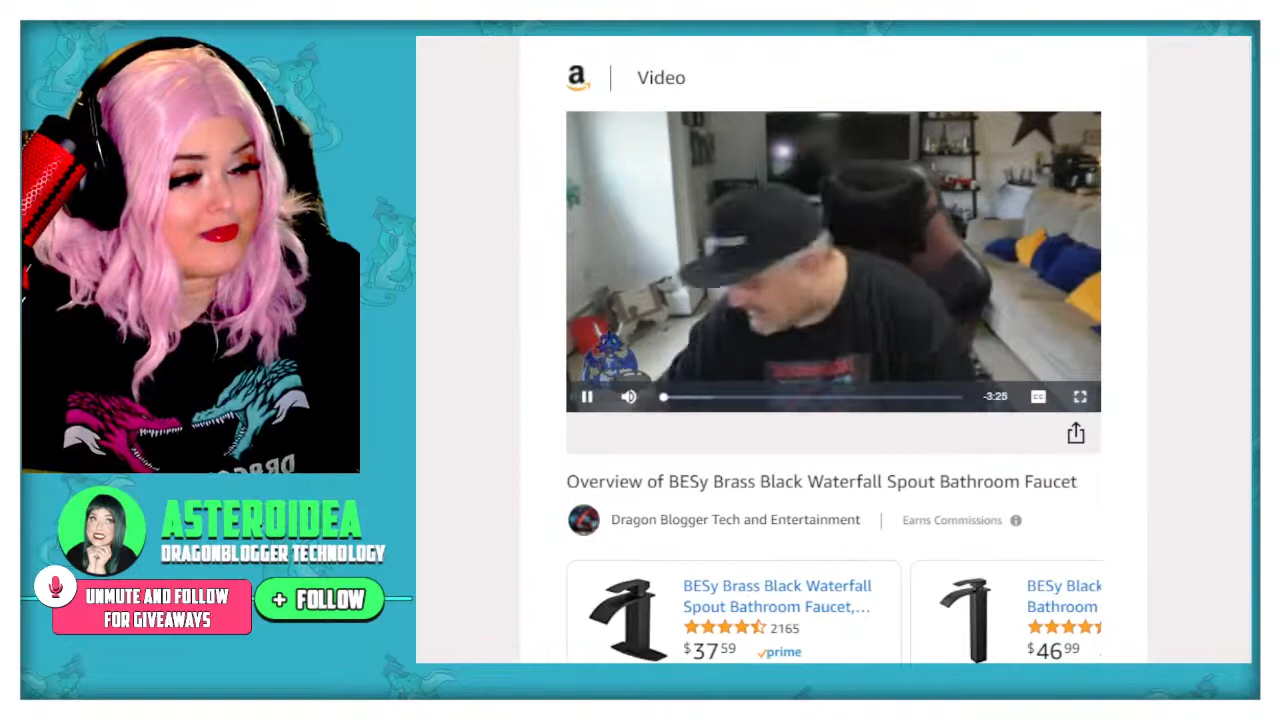 a | Video
-3:25
CC
Overview of BESy Brass Black Waterfall Spout Bathroom Faucet
Dragon Blogger Tech and Entertainment | Earns Commissions
BESy Brass Black Waterfall
Spout Bathroom Faucet,...
2165
$37 59
prime
BESy Black
Bathroom
$46 99
ASTEROIDEA
DRAGONBLOGGER TECHNOLOGY
UNMUTE AND FOLLOW
FOR GIVEAWAYS
+ FOLLOW